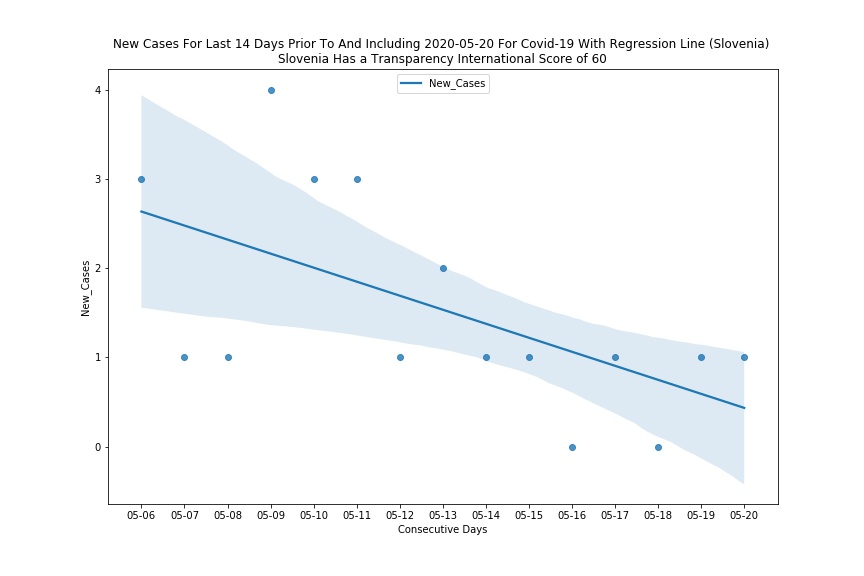 New Cases For Last 14 Days Prior To And Including 2020-05-20 For Covid-19 With Regression Line (Slovenia)
Slovenia Has a Transparency International Score of 60
New_Cases
4
3
2
1
0
New_Cases
05-06 05-07 05-08 05-09 05-10 05-11 05-12 05-13 05-14 05-15 05-16 05-17 05-18 05-19 05-20
Consecutive Days